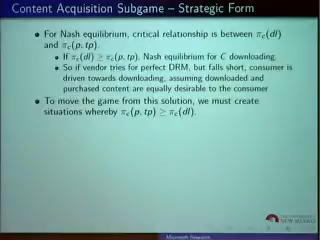 Content Acquisition Subgame – Strategic Form
• For Nash equilibrium, critical relationship is between πc(dl)
and πc(p, tp).
• If πc(dl) ≥ πc(p, tp), Nash equilibrium for C downloading.
• So if vendor tries for perfect DRM, but falls short, consumer is
driven towards downloading, assuming downloaded and
purchased content are equally desirable to the consumer
• To move the game from this solution, we must create
situations whereby πc(p, tp) ≥ πc(dl).
NEW MEXICO
Microsoft Research